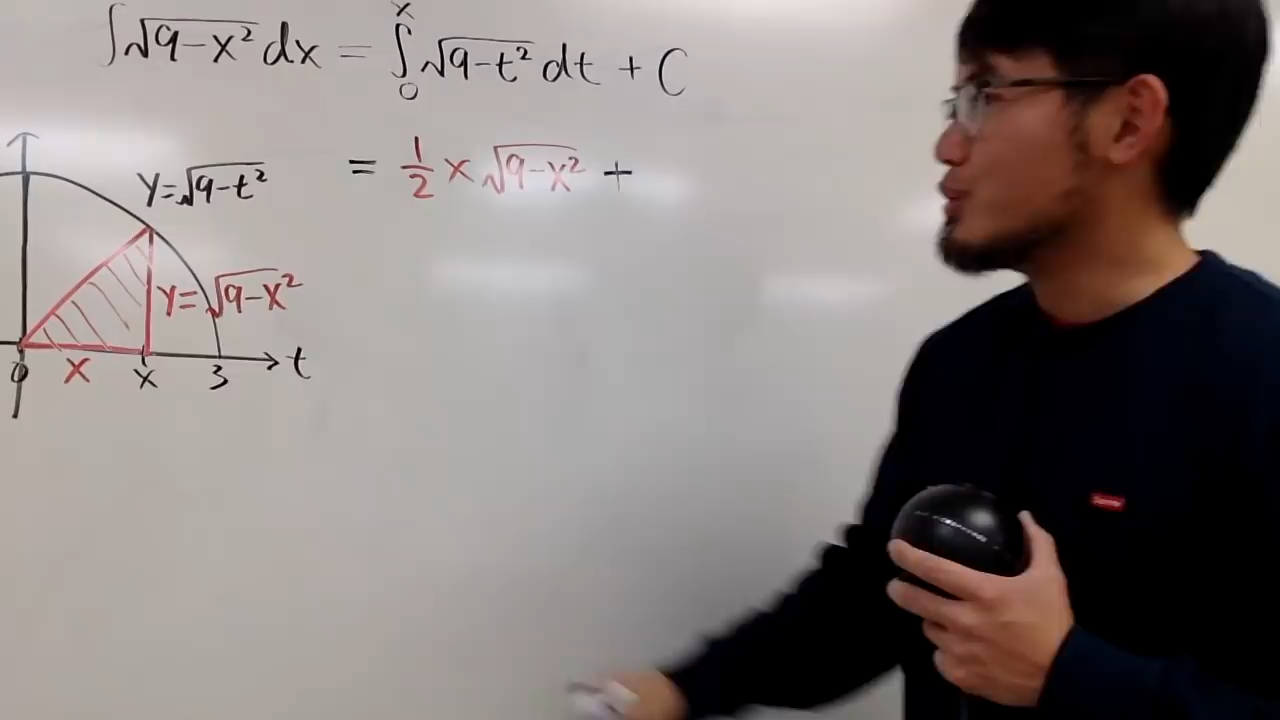 ∫√(9-x²) dx = ∫₀ˣ √(9-t²) dt + C
= 1/2 x √(9-x²) +
y=√(9-t²)
y=√(9-x²)
0 x x 3 t